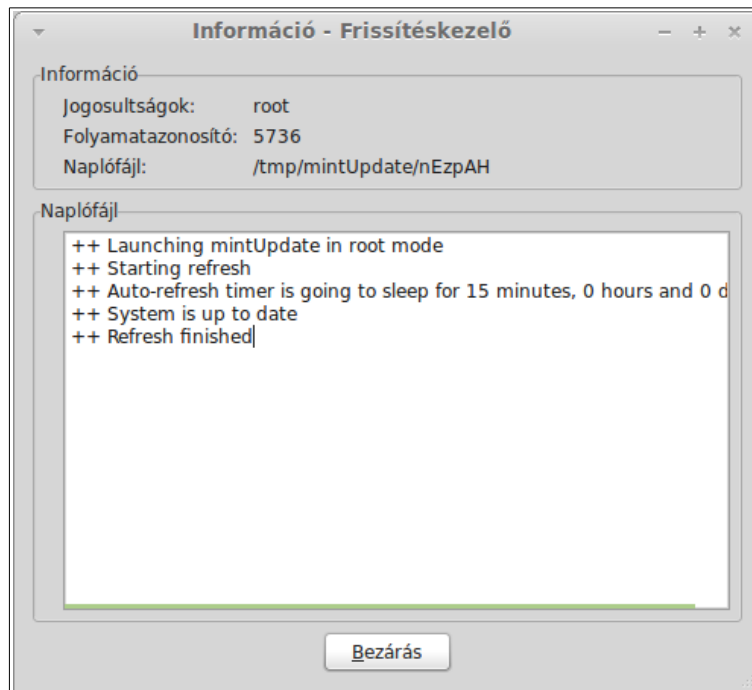 Információ - Frissítéskezelő
Információ
Jogosultságok: root
Folyamatazonosító: 5736
Naplófájl: /tmp/mintUpdate/nEzpAH
Naplófájl
++ Launching mintUpdate in root mode
++ Starting refresh
++ Auto-refresh timer is going to sleep for 15 minutes, 0 hours and 0 d
++ System is up to date
++ Refresh finished
Bezárás